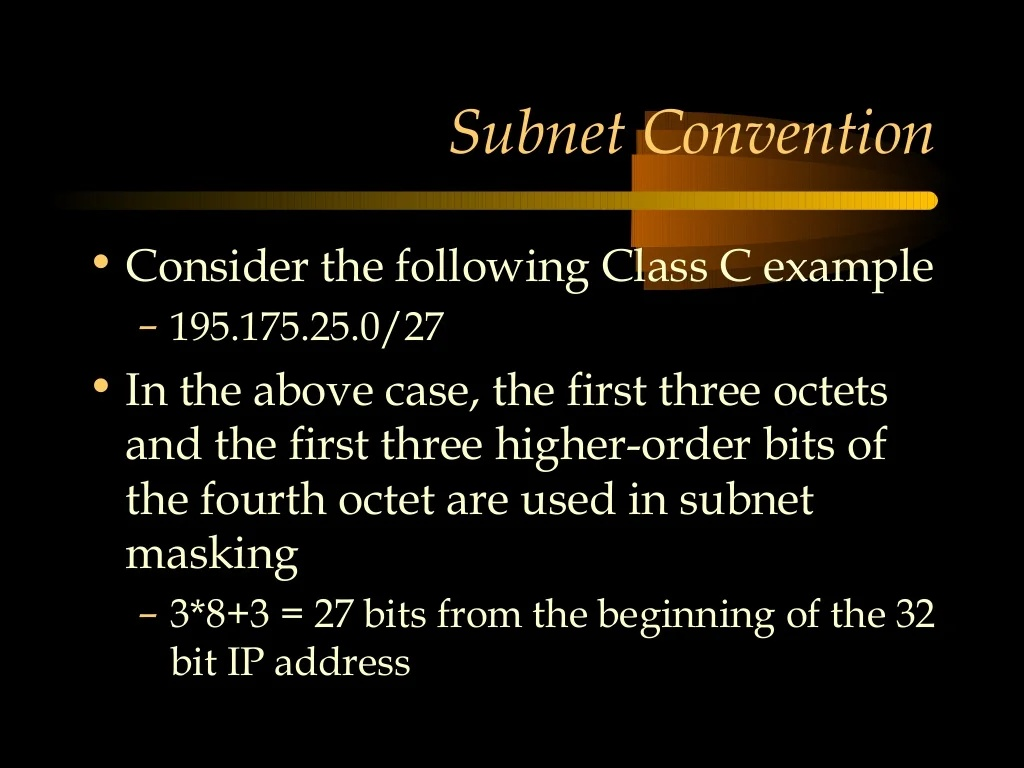 Subnet Convention
• Consider the following Class C example
– 195.175.25.0/27
• In the above case, the first three octets
and the first three higher-order bits of
the fourth octet are used in subnet
masking
– 3*8+3 = 27 bits from the beginning of the 32
bit IP address